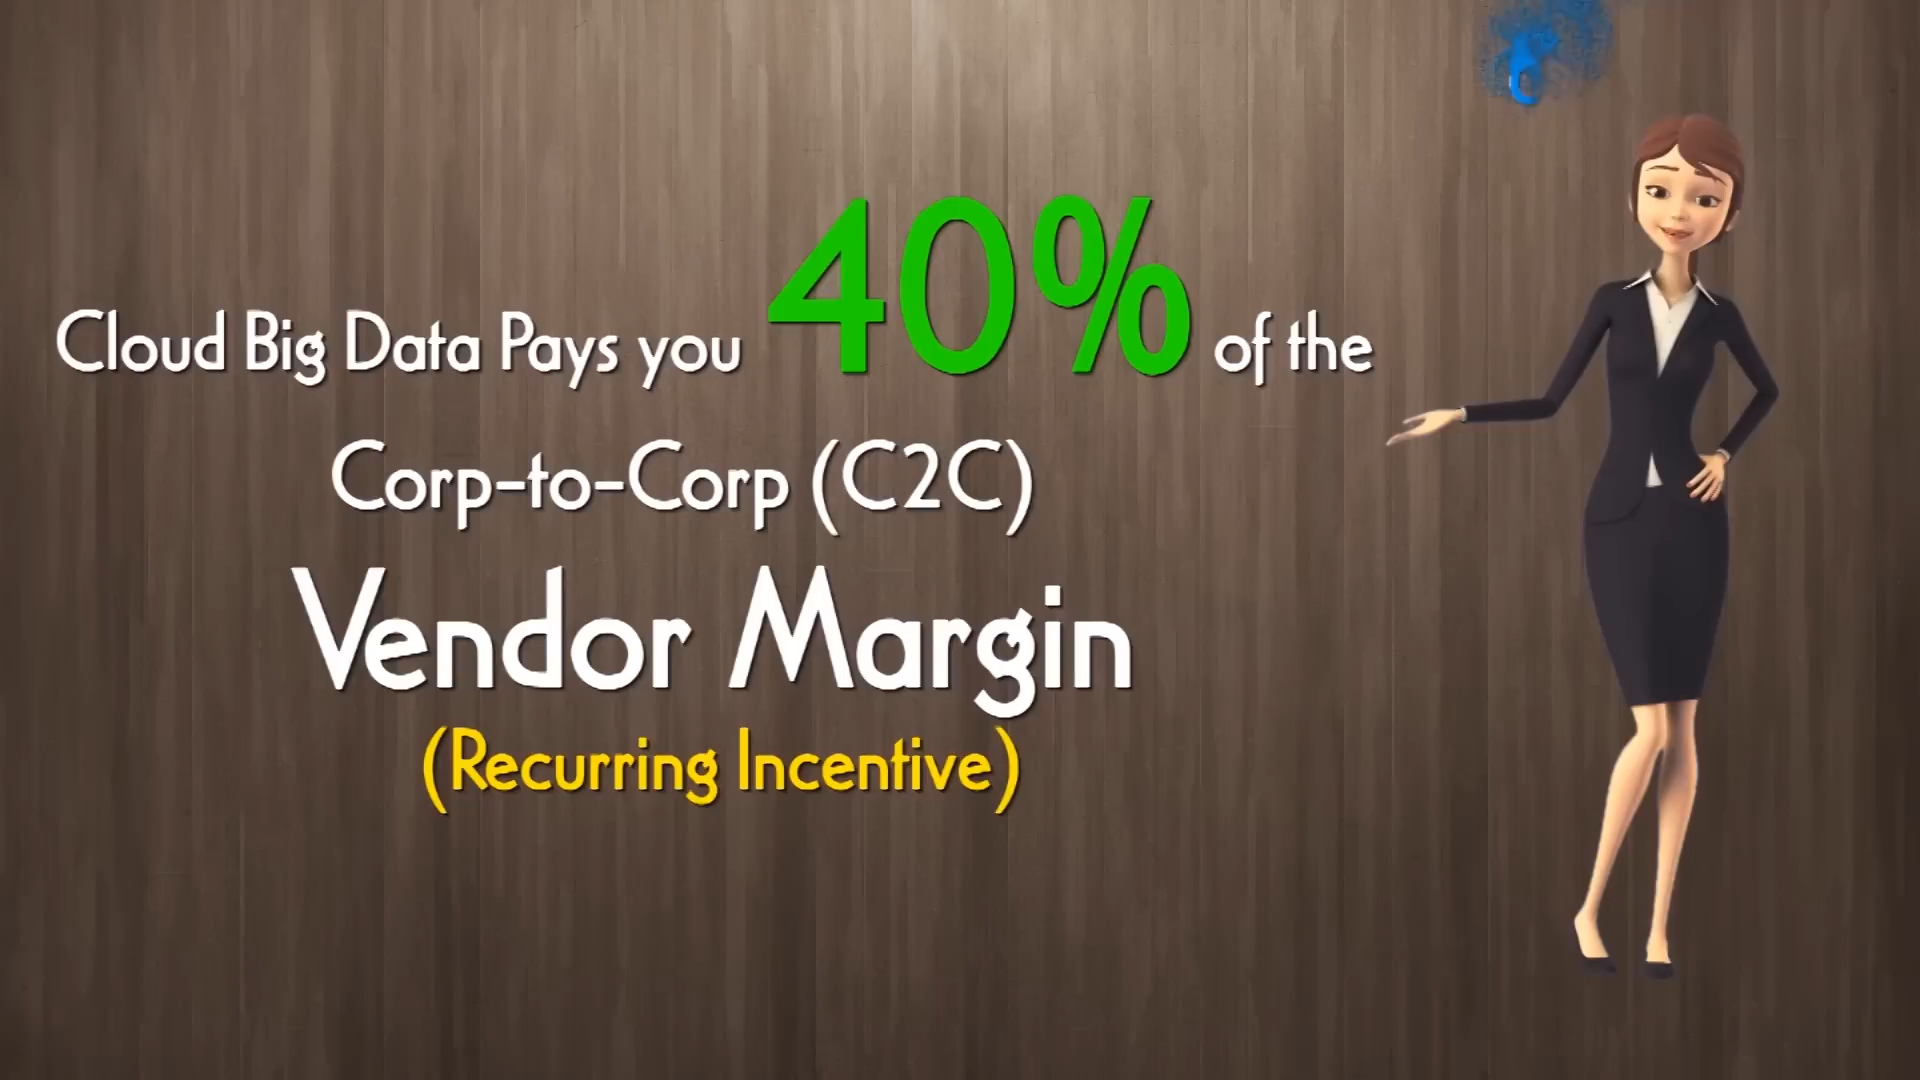 Cloud Big Data Pays you 40% of the
Corp-to-Corp (C2C)
Vendor Margin
(Recurring Incentive)